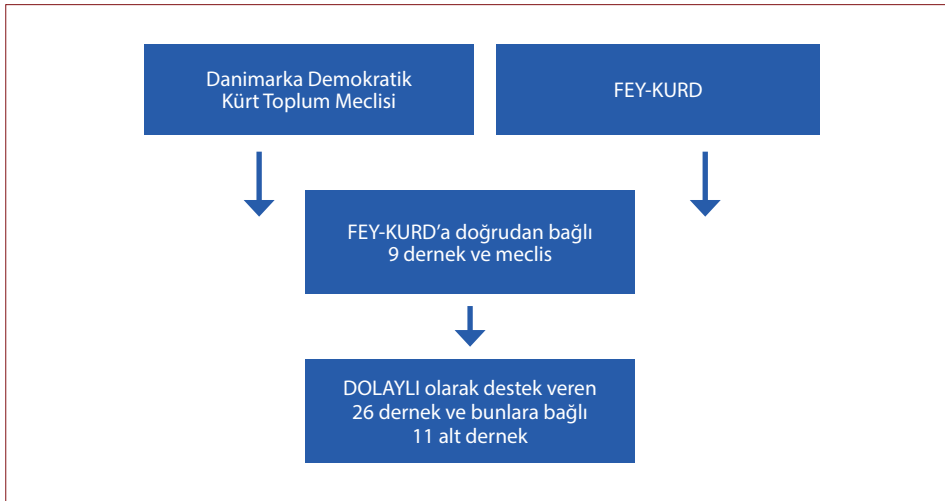 Danimarka Demokratik
Kürt Toplum Meclisi
FEY-KURD
FEY-KURD’a doğrudan bağlı
9 dernek ve meclis
DOLAYLI olarak destek veren
26 dernek ve bunlara bağlı
11 alt dernek